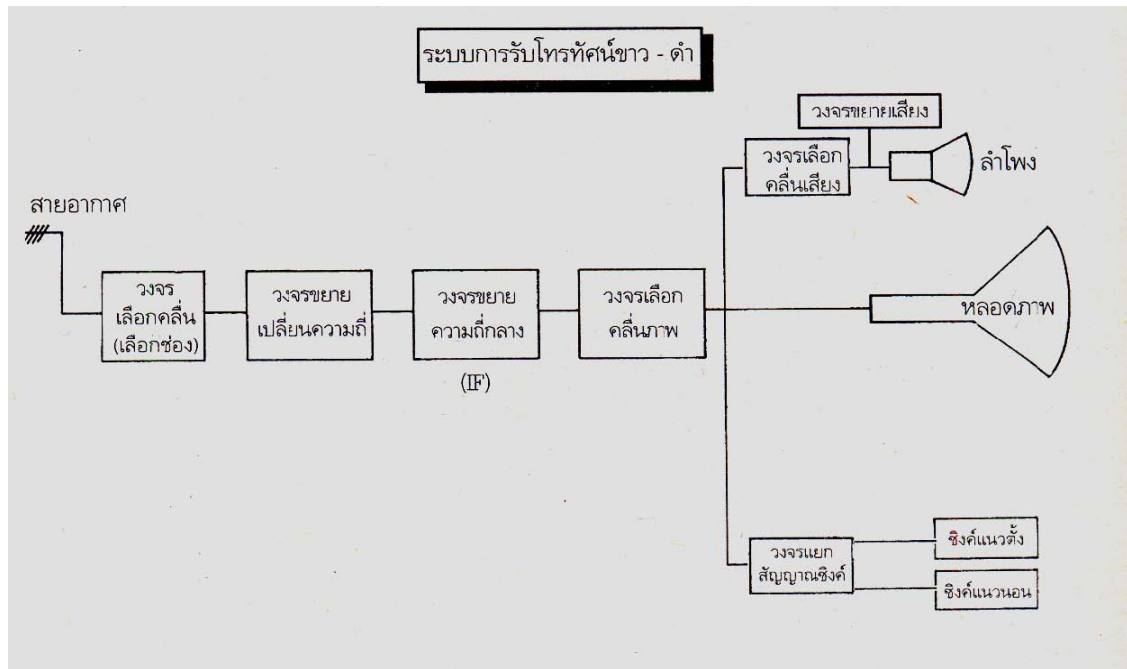 ระบบการรับโทรทัศน์ขาว - ดำ
วงจรขยายเสียง
วงจรเลือก
คลื่นเสียง
ลำโพง
สายอากาศ
วงจร
เลือกคลื่น
(เลือกช่อง)
วงจรขยาย
เปลี่ยนความถี่
วงจรขยาย
ความถี่กลาง
(IF)
วงจรเลือก
คลื่นภาพ
หลอดภาพ
วงจรแยก
สัญญาณซิงค์
ซิงค์แนวตั้ง
ซิงค์แนวนอน